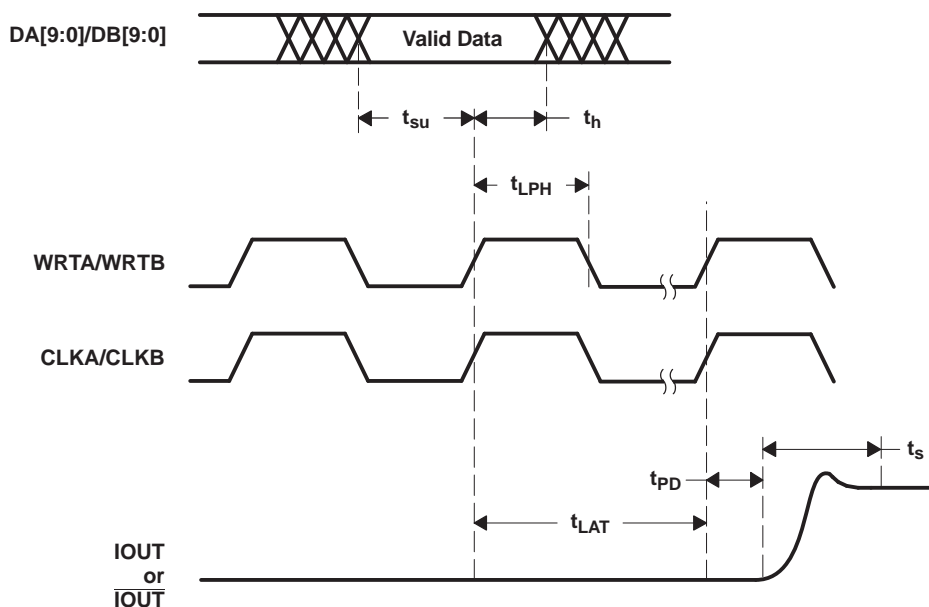 DA[9:0]/DB[9:0]
Valid Data
tsu
th
tLPH
WRTA/WRTB
CLKA/CLKB
ts
tPD
tLAT
IOUT
or
IOUT